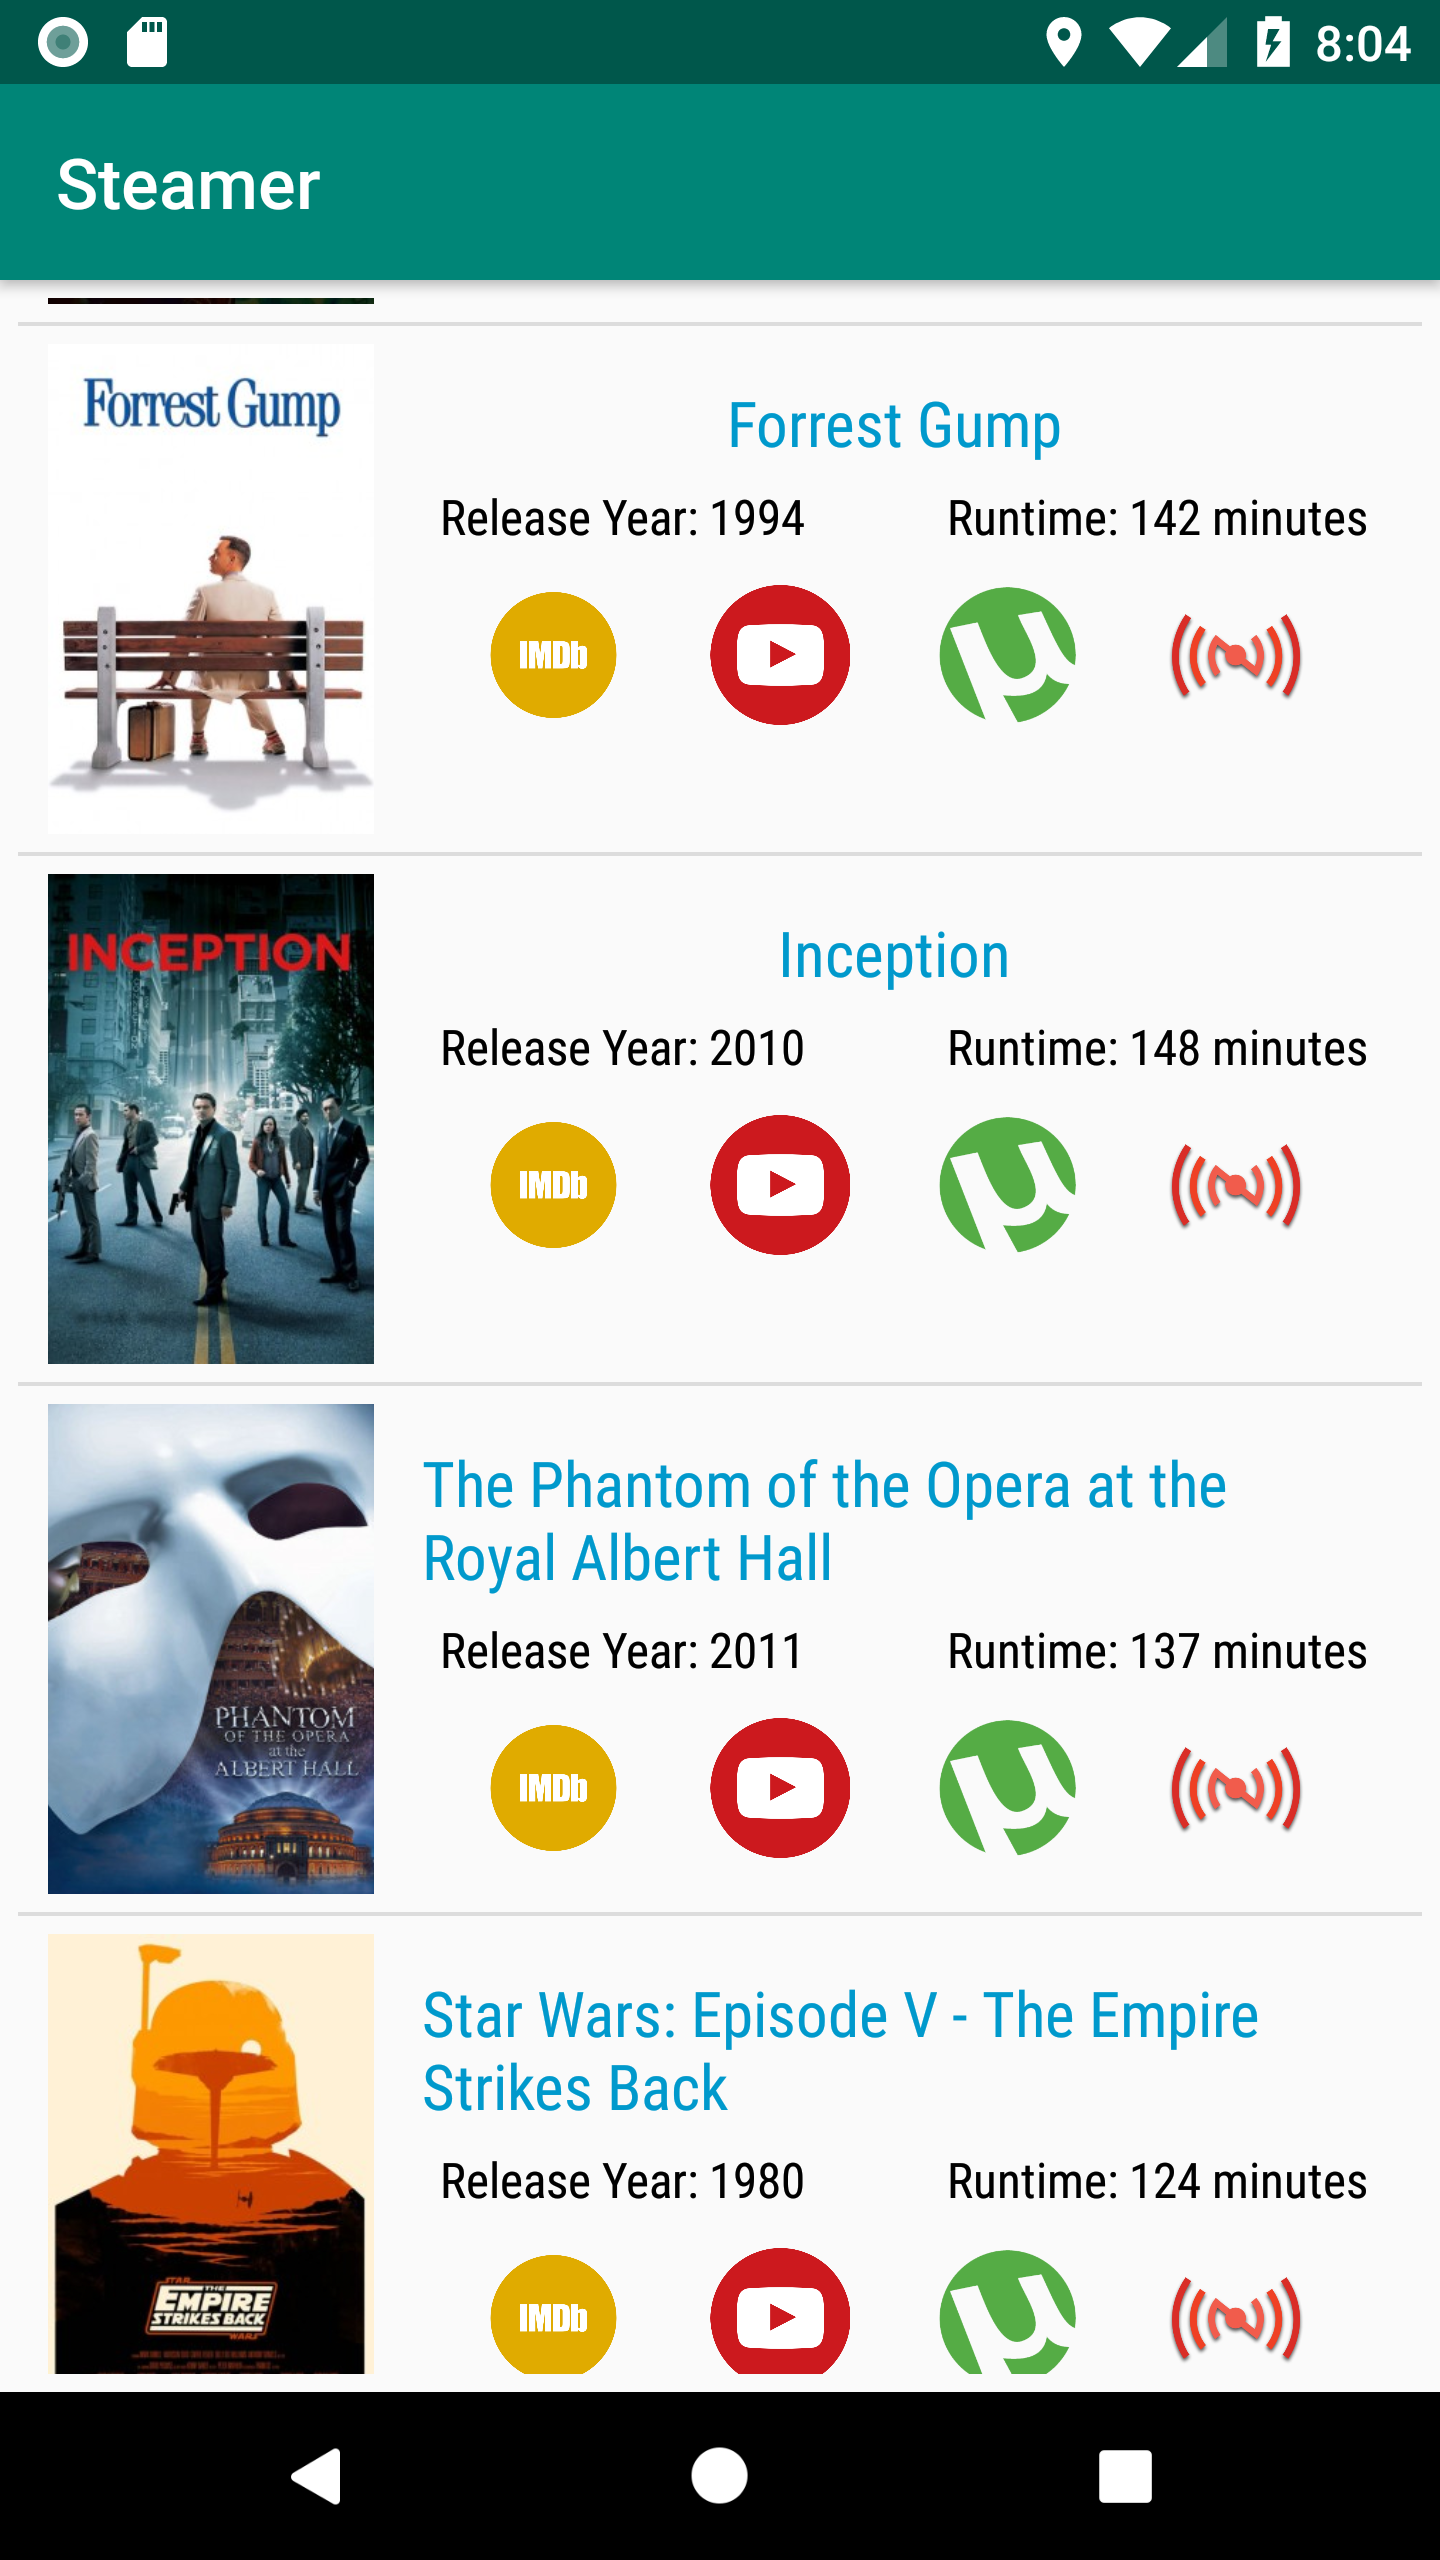 8:04
Steamer
Forrest Gump
Forrest Gump
Release Year: 1994 Runtime: 142 minutes
IMDb
INCEPTION
Inception
Release Year: 2010 Runtime: 148 minutes
IMDb
The Phantom of the Opera at the
Royal Albert Hall
Release Year: 2011 Runtime: 137 minutes
PHANTOM
OF THE OPERA
at the
ALBERT HALL
IMDb
Star Wars: Episode V - The Empire
Strikes Back
Release Year: 1980 Runtime: 124 minutes
STAR
THE
EMPIRE
STRIKES BACK
WARS
IMDb